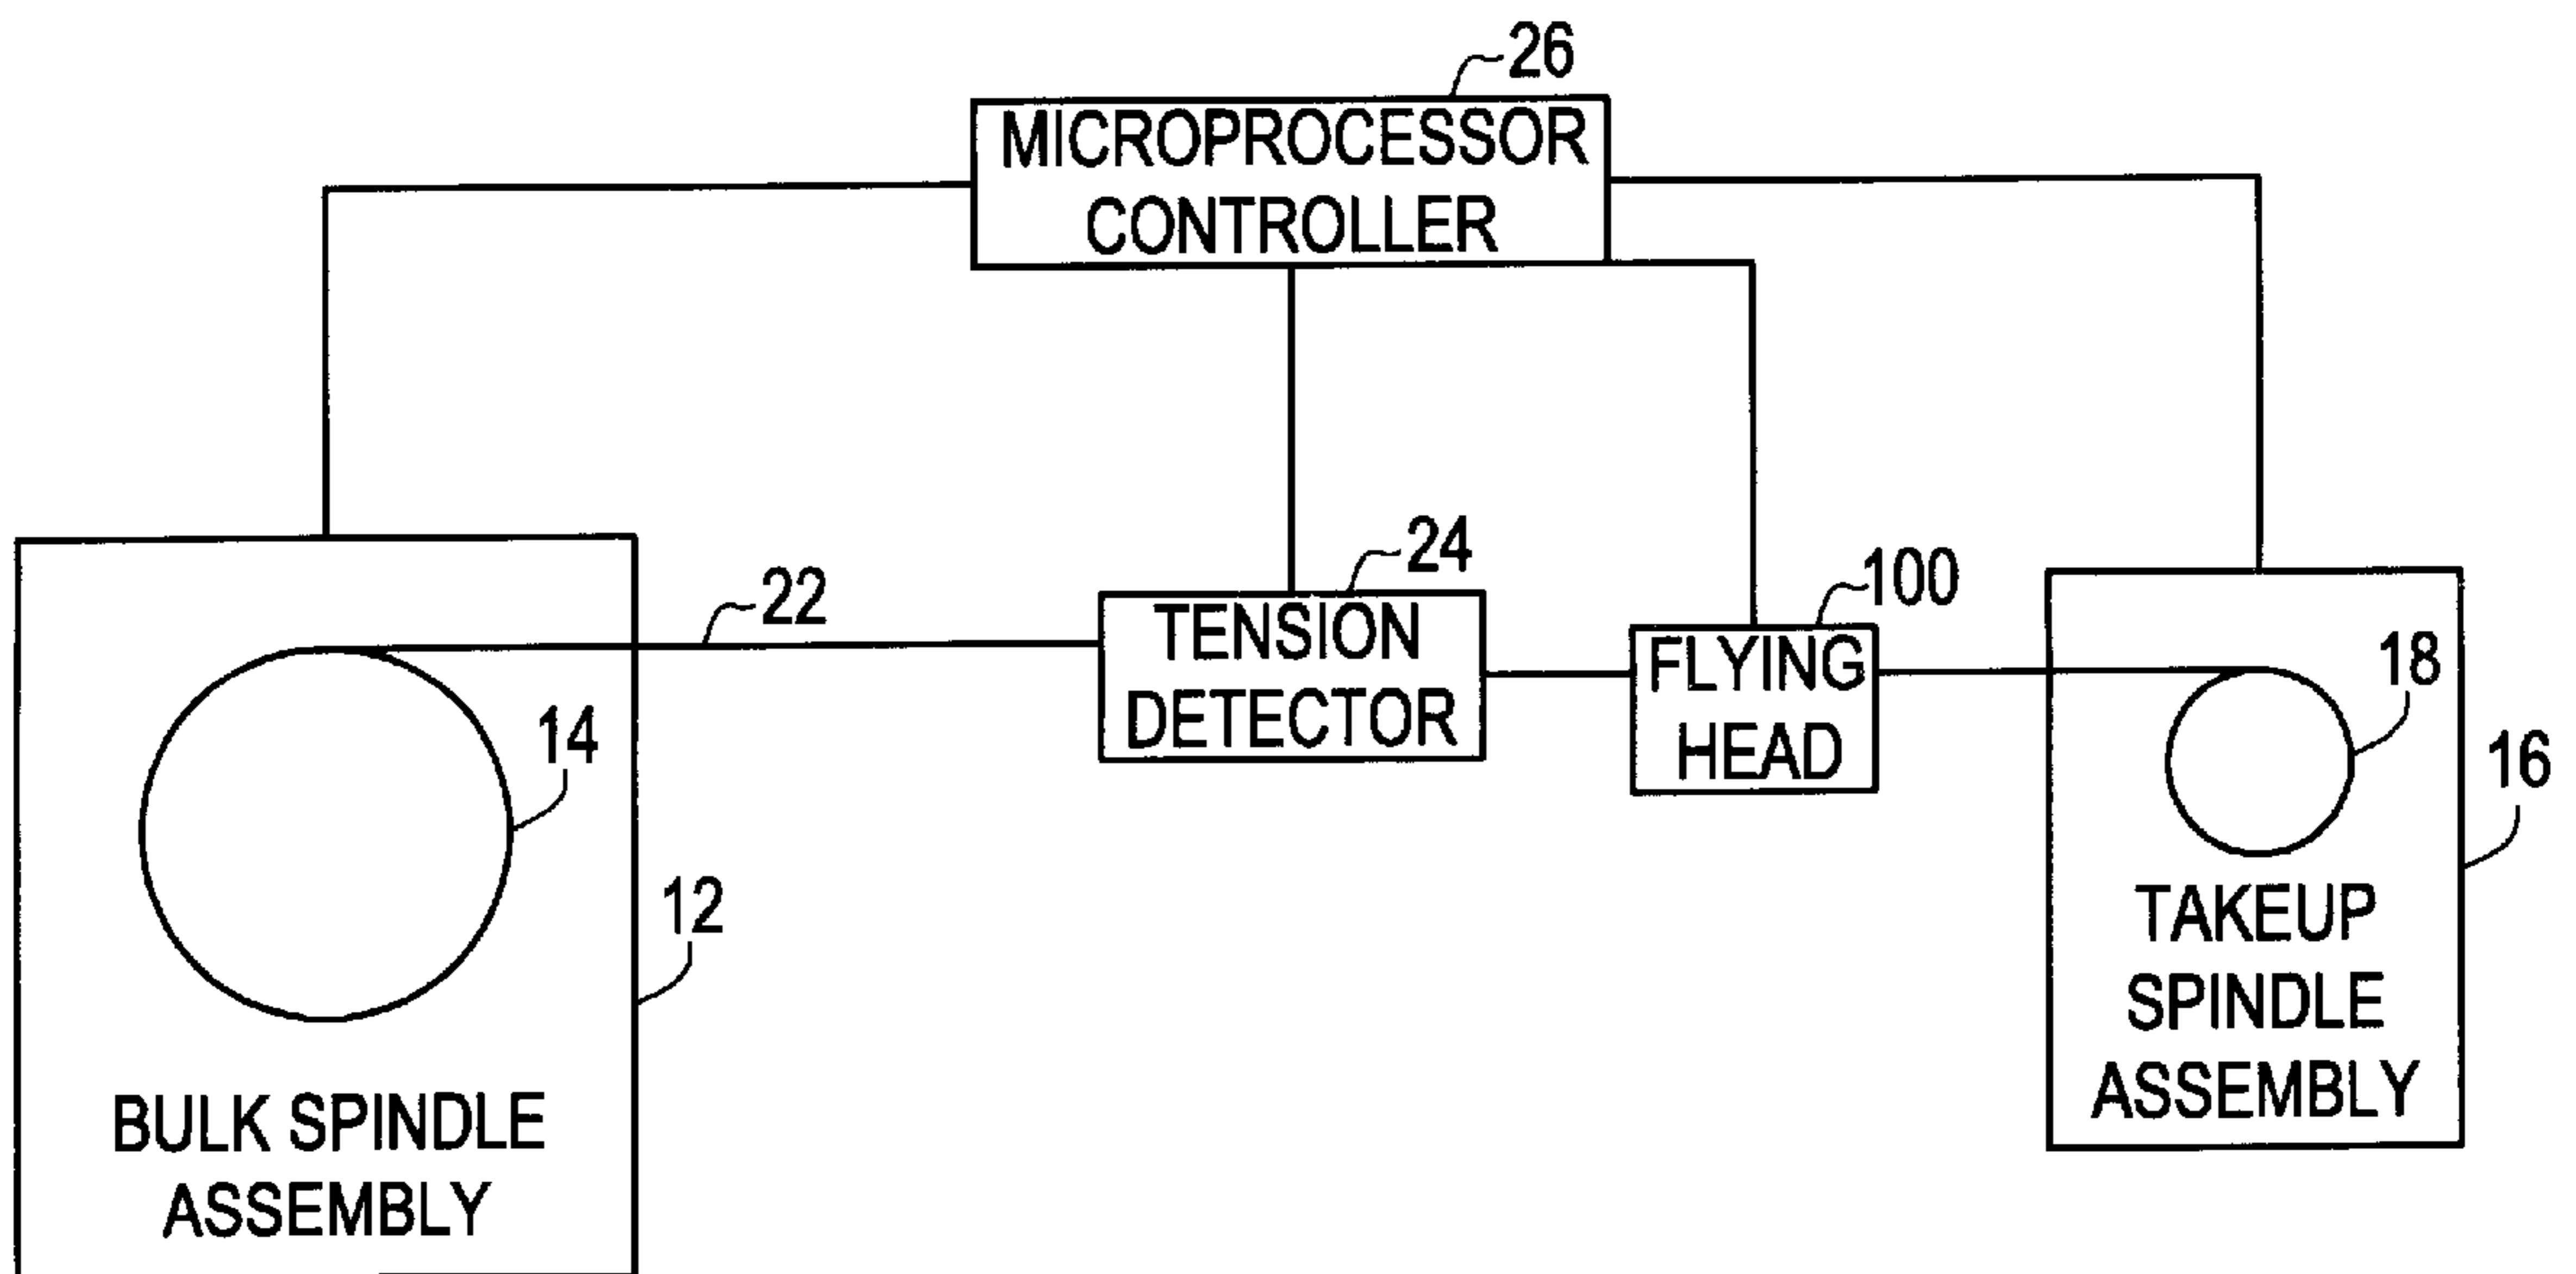 26
MICROPROCESSOR
CONTROLLER
22
24
TENSION
DETECTOR
100
FLYING
HEAD
14
12
BULK SPINDLE
ASSEMBLY
18
16
TAKEUP
SPINDLE
ASSEMBLY